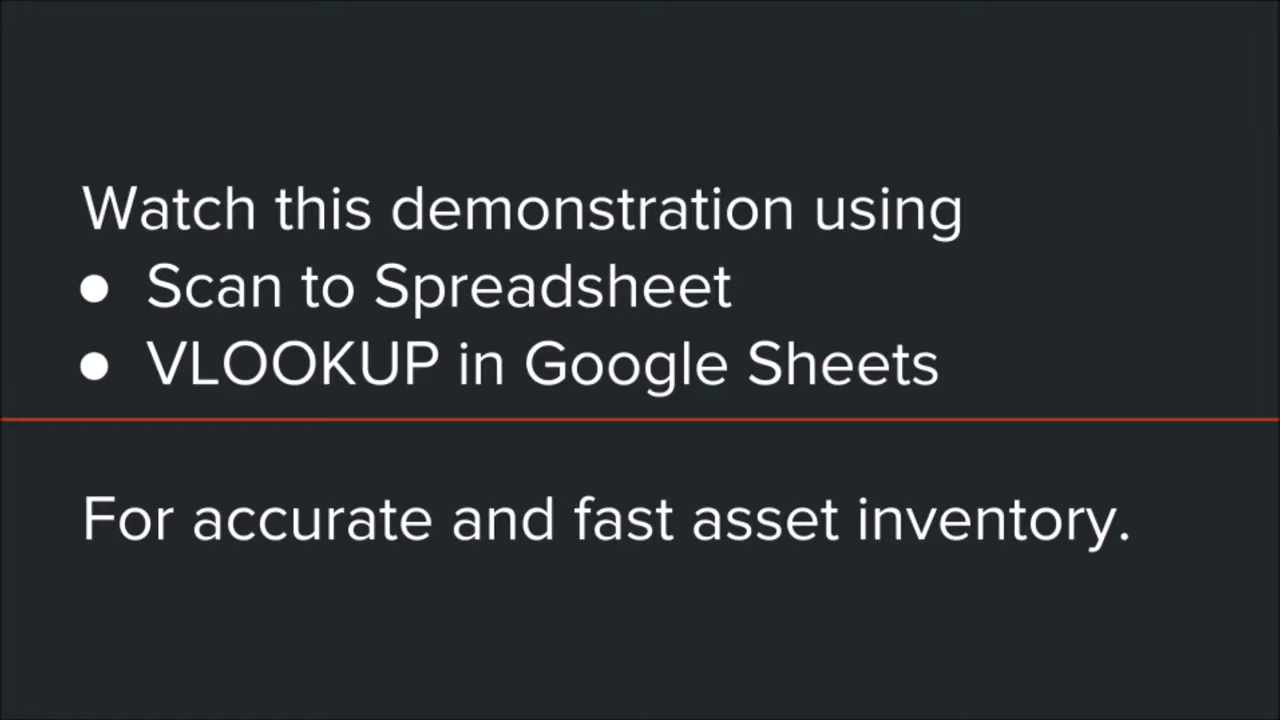 Watch this demonstration using
● Scan to Spreadsheet
● VLOOKUP in Google Sheets
For accurate and fast asset inventory.